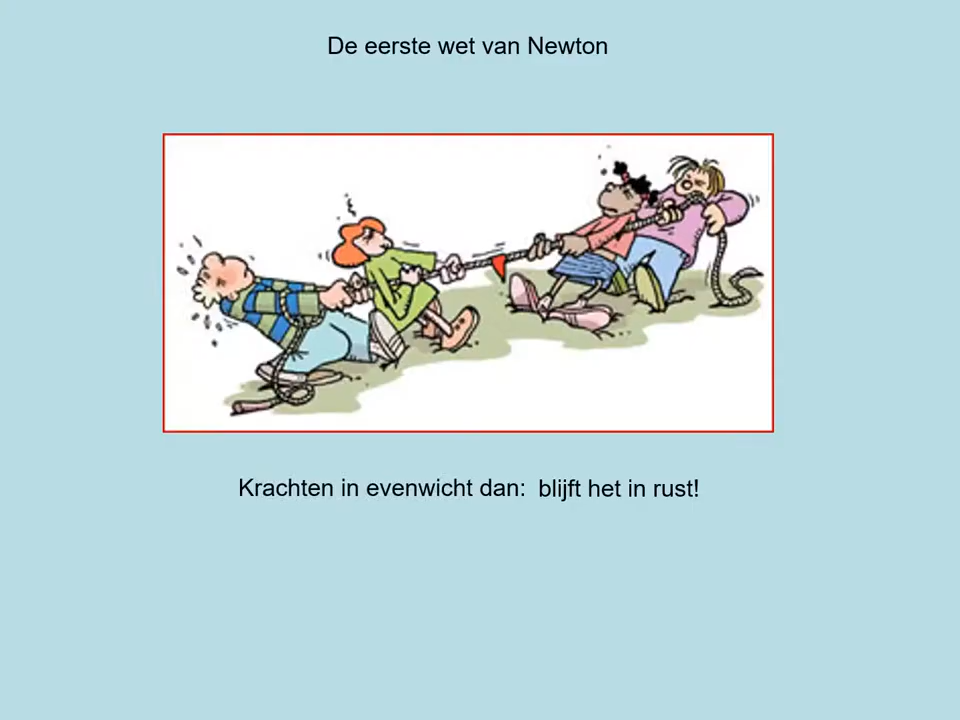 De eerste wet van Newton
Krachten in evenwicht dan: blijft het in rust!